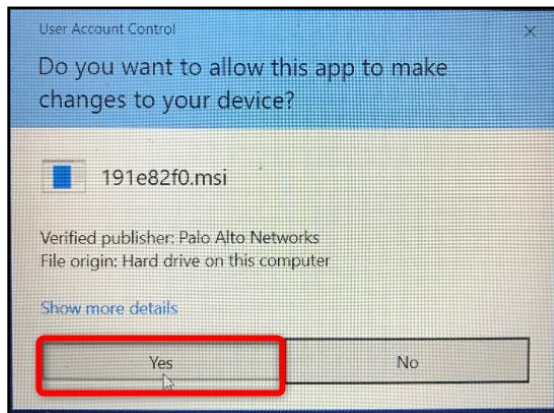 User Account Control
Do you want to allow this app to make
changes to your device?
191e82f0.msi
Verified publisher: Palo Alto Networks
File origin: Hard drive on this computer
Show more details
Yes
No